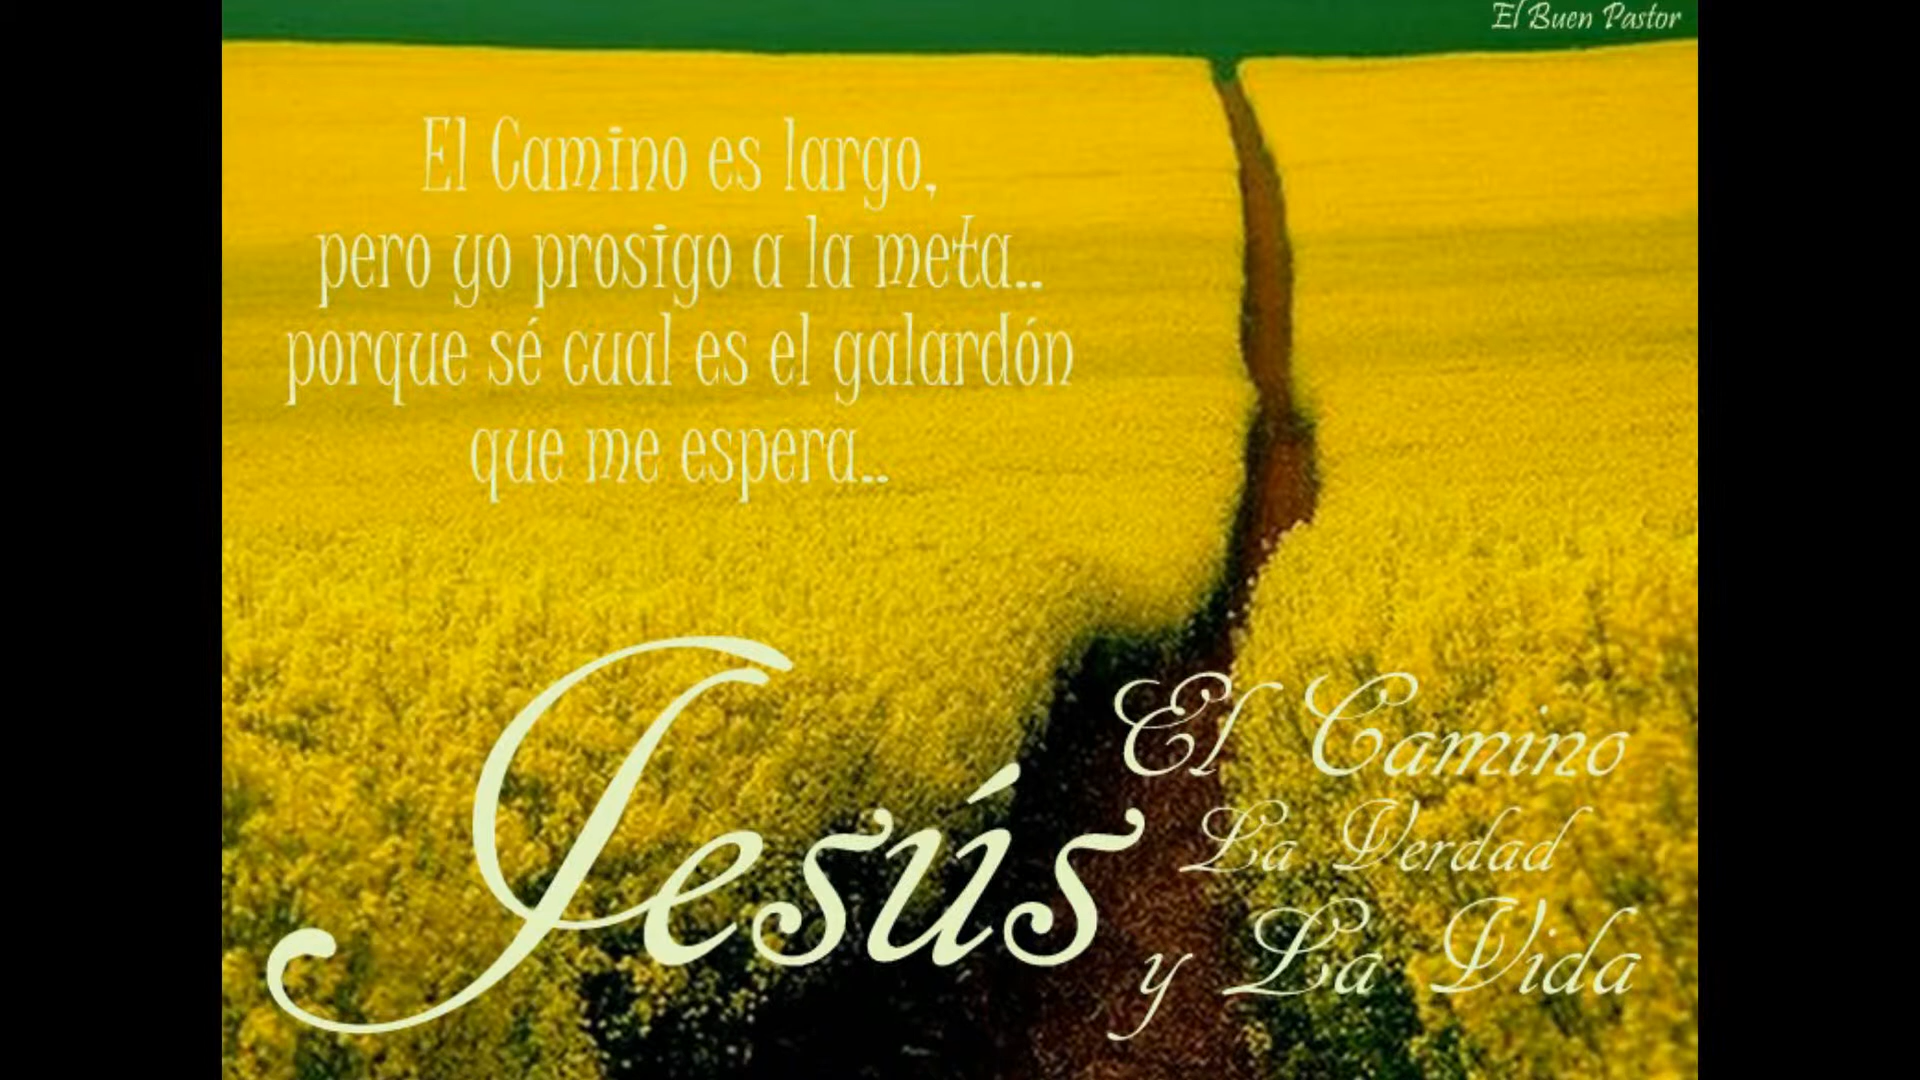 El Buen Pastor
El Camino es largo,
pero yo prosigo a la meta..
porque sé cual es el galardón
que me espera..
Jesús
El Camino
La Verdad
y La Vida